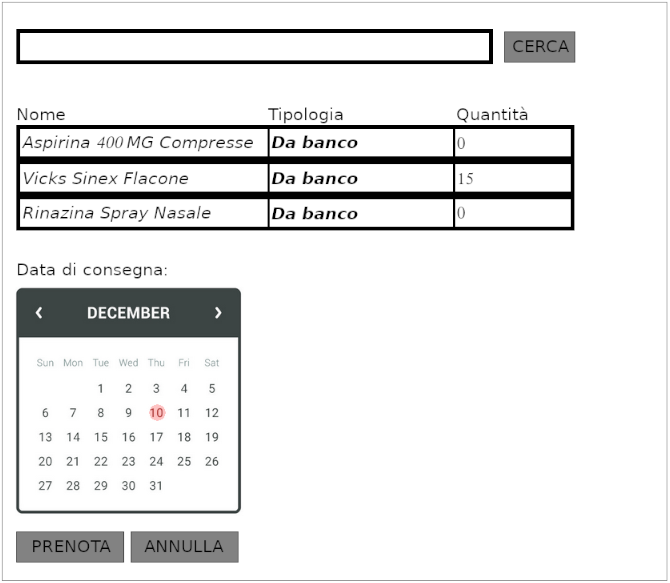 CERCA
Nome Tipologia Quantità
Aspirina 400 MG Compresse Da banco 0
Vicks Sinex Flacone Da banco 15
Rinazina Spray Nasale Da banco 0
Data di consegna:
‹ DECEMBER ›
Sun Mon Tue Wed Thu Fri Sat
1 2 3 4 5
6 7 8 9 10 11 12
13 14 15 16 17 18 19
20 21 22 23 24 25 26
27 28 29 30 31
PRENOTA ANNULLA